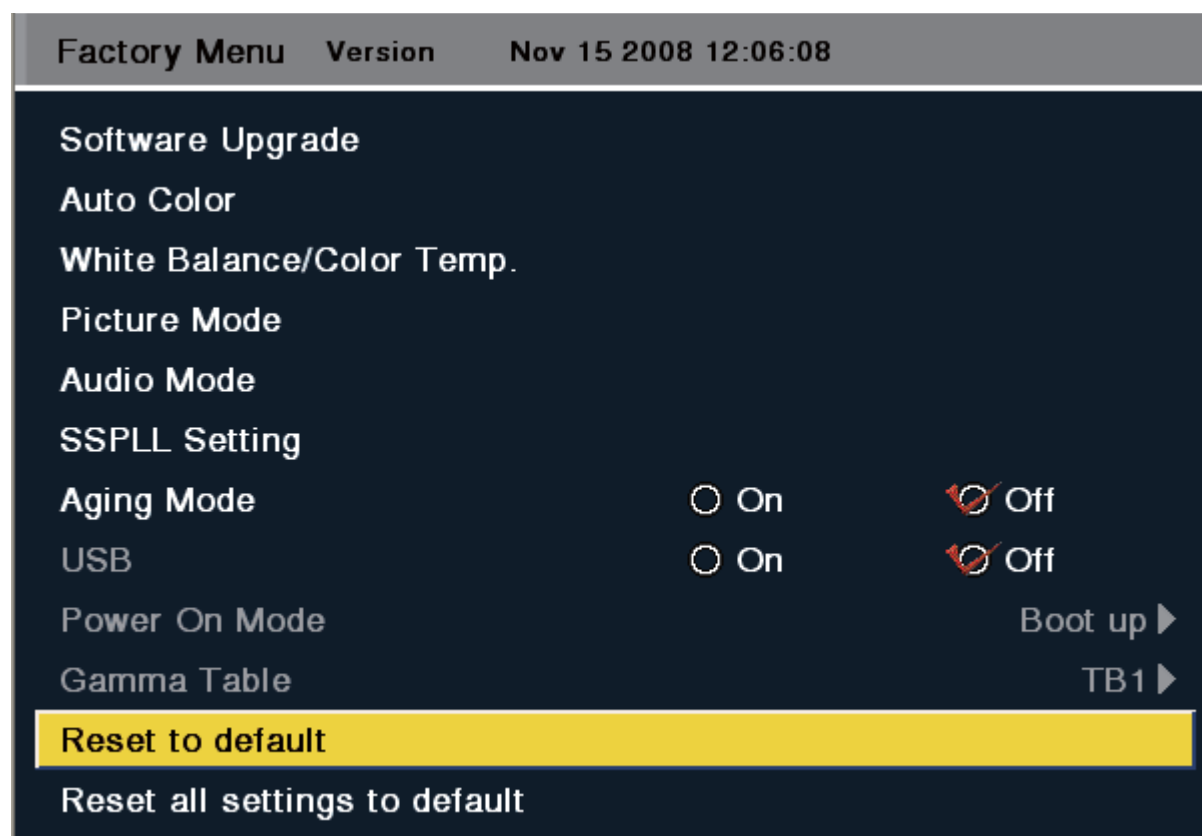 Factory Menu Version Nov 15 2008 12:06:08
Software Upgrade
Auto Color
White Balance/Color Temp.
Picture Mode
Audio Mode
SSPLL Setting
Aging Mode On Off
USB On Off
Power On Mode Boot up
Gamma Table TB1
Reset to default
Reset all settings to default